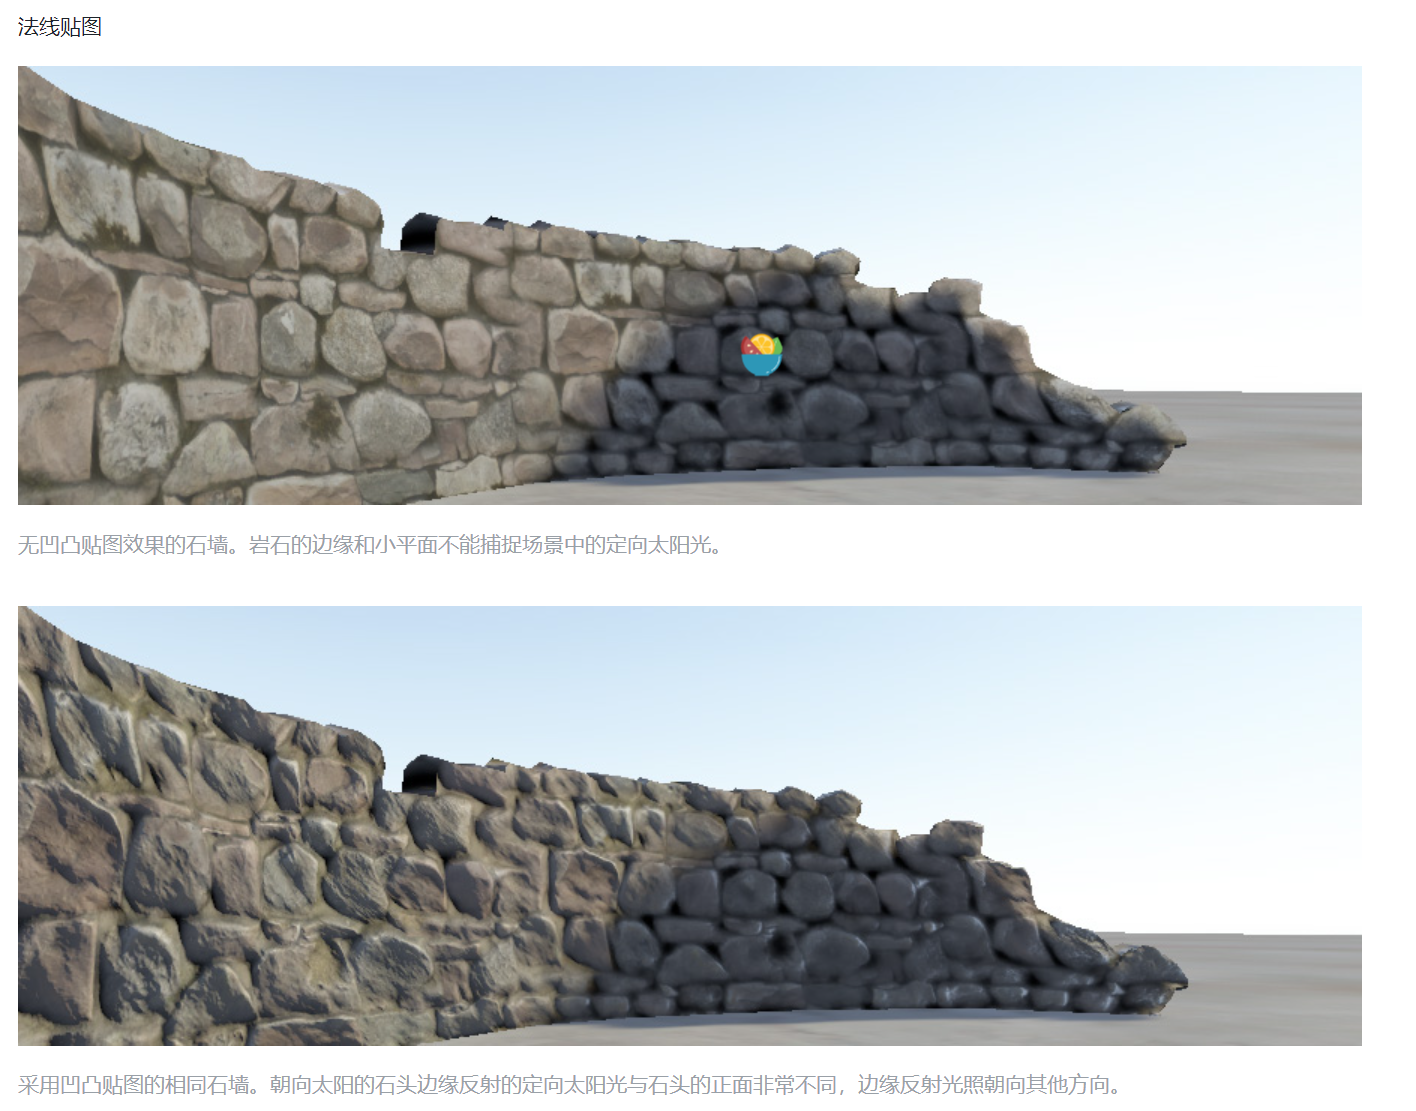 法线贴图
无凹凸贴图效果的石墙。岩石的边缘和小平面不能捕捉场景中的定向太阳光。
采用凹凸贴图的相同石墙。朝向太阳的石头边缘反射的定向太阳光与石头的正面非常不同，边缘反射光照朝向其他方向。